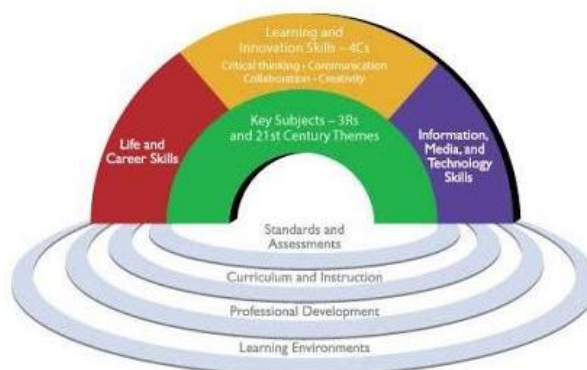 Learning and
Innovation Skills – 4Cs
Critical thinking • Communication
Collaboration • Creativity
Key Subjects – 3Rs
and 21st Century Themes
Life and
Career Skills
Information,
Media, and
Technology
Skills
Standards and
Assessments
Curriculum and Instruction
Professional Development
Learning Environments